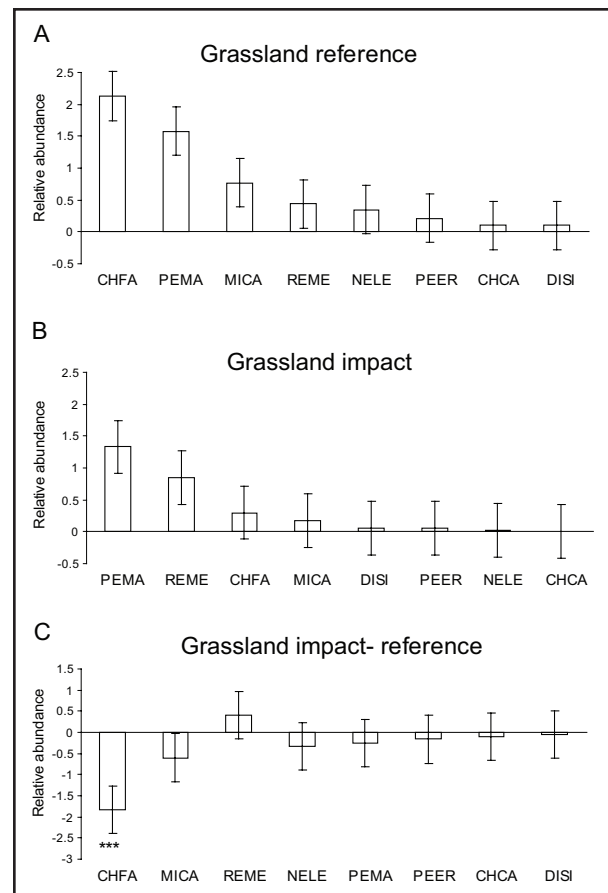 A
Grassland reference
Relative abundance
2.5
2
1.5
1
0.5
0
-0.5
CHFA PEMA MICA REME NELE PEER CHCA DISI
B
Grassland impact
Relative abundance
2.5
2
1.5
1
0.5
0
-0.5
PEMA REME CHFA MICA DISI PEER NELE CHCA
C
Grassland impact- reference
Relative abundance
1.5
1
0.5
0
-0.5
-1
-1.5
-2
-2.5
-3
***
CHFA MICA REME NELE PEMA PEER CHCA DISI